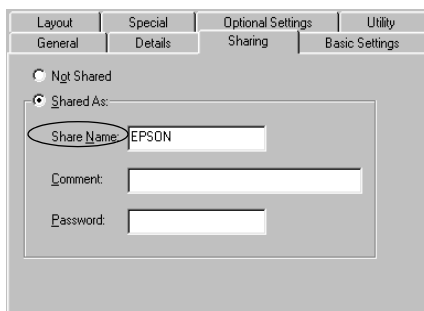 Layout Special Optional Settings Utility
General Details Sharing Basic Settings
Not Shared
Shared As:
Share Name: EPSON
Comment:
Password: